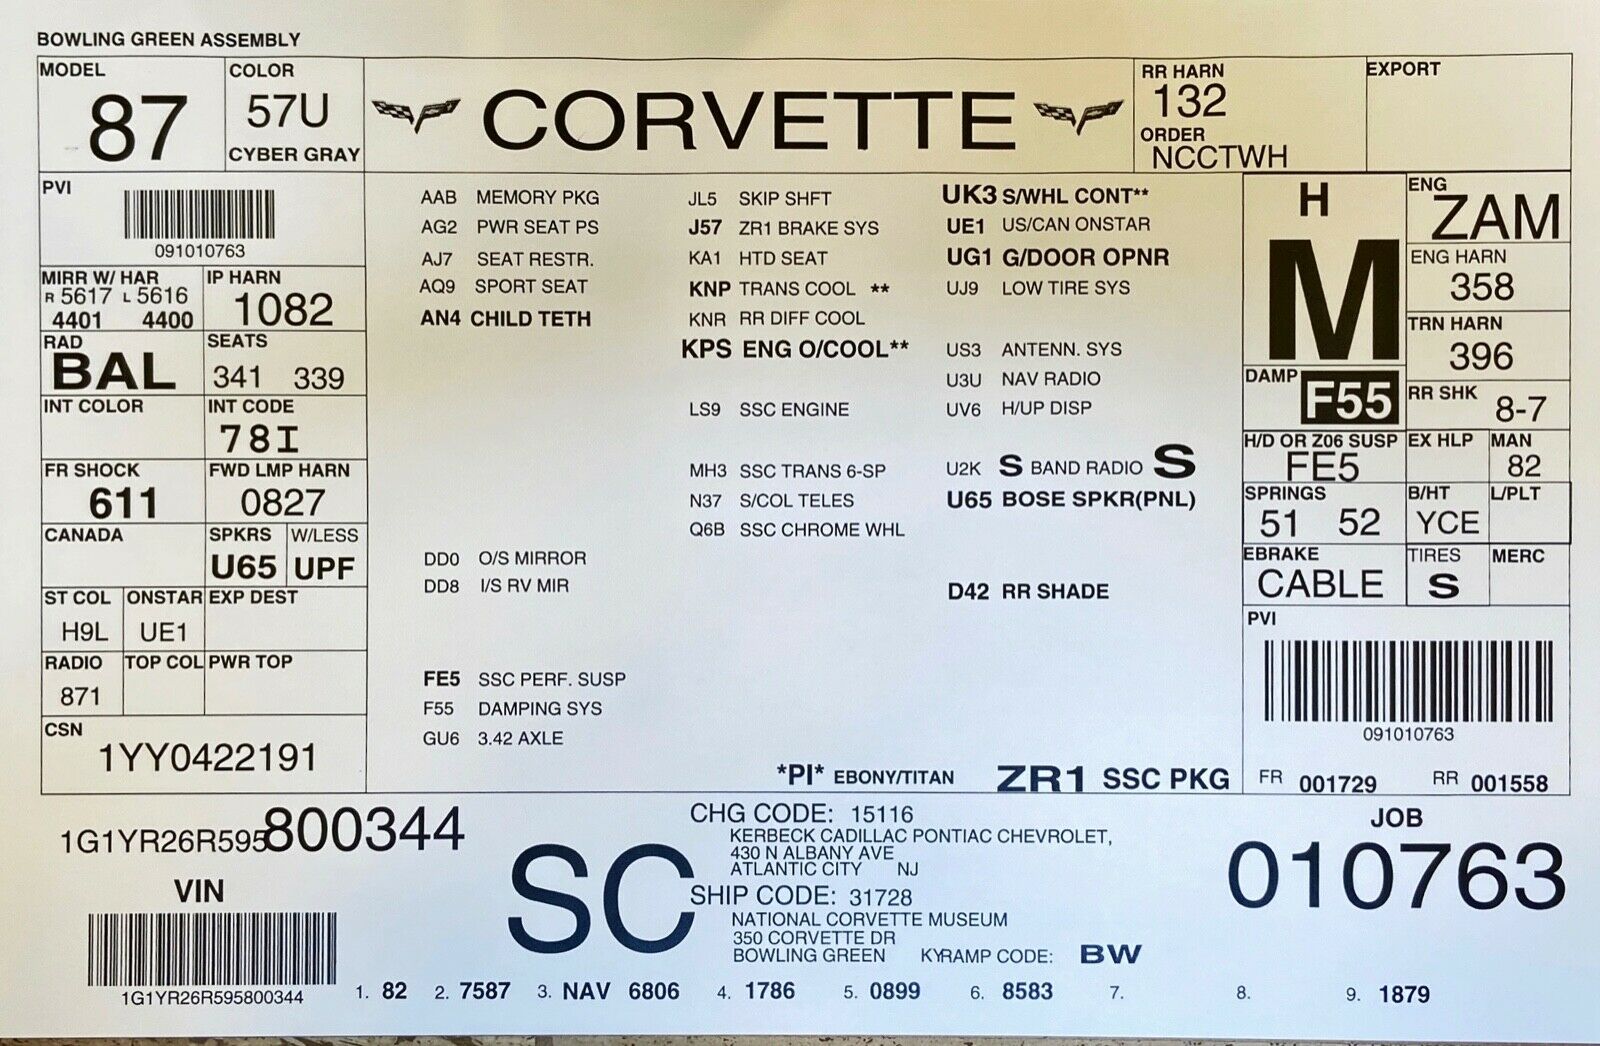 BOWLING GREEN ASSEMBLY
MODEL
87
COLOR
57U
CYBER GRAY
CORVETTE
RR HARN
132
ORDER
NCCTWH
EXPORT
PVI
091010763
MIRR W/ HAR
R 5617 L 5616
4401 4400
IP HARN
1082
RAD
BAL
SEATS
341 339
INT COLOR
INT CODE
78I
FR SHOCK
611
FWD LMP HARN
0827
CANADA
SPKRS
U65
W/LESS
UPF
ST COL
H9L
ONSTAR
UE1
EXP DEST
RADIO
871
TOP COL
PWR TOP
CSN
1YY0422191
AAB MEMORY PKG
AG2 PWR SEAT PS
AJ7 SEAT RESTR.
AQ9 SPORT SEAT
AN4 CHILD TETH
DD0 O/S MIRROR
DD8 I/S RV MIR
FE5 SSC PERF. SUSP
F55 DAMPING SYS
GU6 3.42 AXLE
JL5 SKIP SHFT
J57 ZR1 BRAKE SYS
KA1 HTD SEAT
KNP TRANS COOL **
KNR RR DIFF COOL
KPS ENG O/COOL**
LS9 SSC ENGINE
MH3 SSC TRANS 6-SP
N37 S/COL TELES
Q6B SSC CHROME WHL
UK3 S/WHL CONT**
UE1 US/CAN ONSTAR
UG1 G/DOOR OPNR
UJ9 LOW TIRE SYS
US3 ANTENN. SYS
U3U NAV RADIO
UV6 H/UP DISP
U2K S BAND RADIO S
U65 BOSE SPKR(PNL)
D42 RR SHADE
*PI* EBONY/TITAN ZR1 SSC PKG
H
M
ENG
ZAM
ENG HARN
358
TRN HARN
396
DAMP
F55
RR SHK
8-7
H/D OR Z06 SUSP
FE5
EX HLP
MAN
82
SPRINGS
51 52
B/HT
YCE
L/PLT
EBRAKE
CABLE
TIRES
S
MERC
PVI
091010763
FR 001729 RR 001558
1G1YR26R595800344
VIN
1G1YR26R595800344
SC
CHG CODE: 15116
KERBECK CADILLAC PONTIAC CHEVROLET,
430 N ALBANY AVE
ATLANTIC CITY NJ
SHIP CODE: 31728
NATIONAL CORVETTE MUSEUM
350 CORVETTE DR
BOWLING GREEN KY RAMP CODE: BW
JOB
010763
1. 82 2. 7587 3. NAV 6806 4. 1786 5. 0899 6. 8583 7. 8. 9. 1879